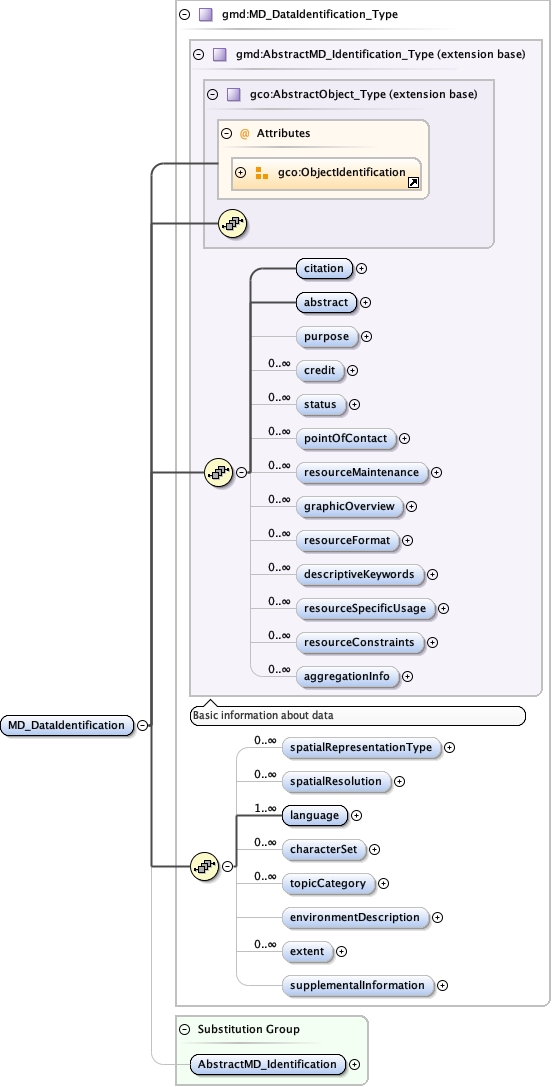 gmd:MD_DataIdentification_Type
gmd:AbstractMD_Identification_Type (extension base)
gco:AbstractObject_Type (extension base)
@ Attributes
gco:ObjectIdentification
citation
abstract
purpose
0..∞ credit
0..∞ status
0..∞ pointOfContact
0..∞ resourceMaintenance
0..∞ graphicOverview
0..∞ resourceFormat
0..∞ descriptiveKeywords
0..∞ resourceSpecificUsage
0..∞ resourceConstraints
0..∞ aggregationInfo
MD_DataIdentification
Basic information about data
0..∞ spatialRepresentationType
0..∞ spatialResolution
1..∞ language
0..∞ characterSet
0..∞ topicCategory
environmentDescription
0..∞ extent
supplementalInformation
Substitution Group
AbstractMD_Identification